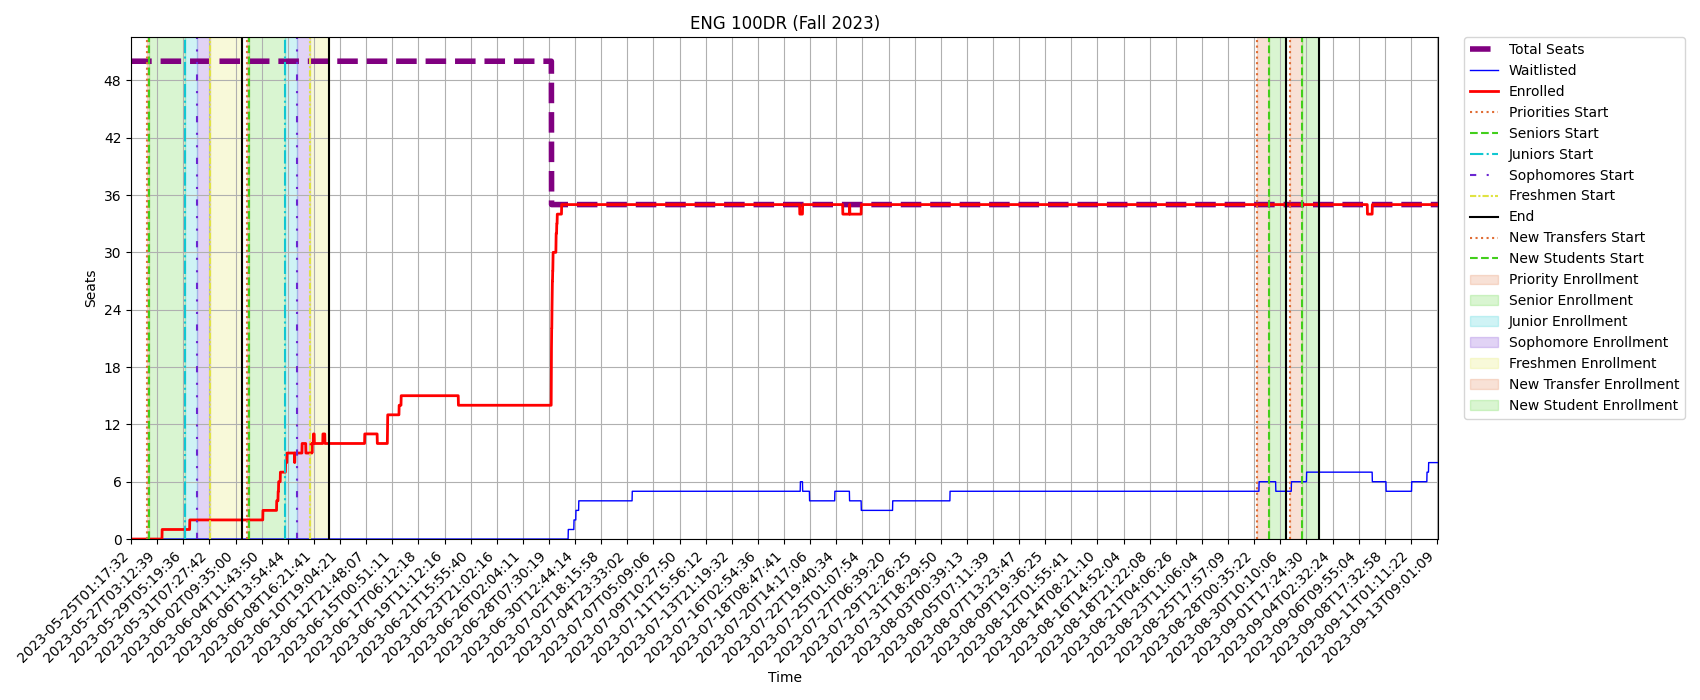 ENG 100DR (Fall 2023)
Seats
48
42
36
30
24
18
12
6
0
2023-05-25T01:17:32
2023-05-27T03:12:39
2023-05-29T05:19:36
2023-05-31T07:27:42
2023-06-02T09:35:00
2023-06-04T11:43:50
2023-06-06T13:54:44
2023-06-08T16:21:41
2023-06-10T19:04:21
2023-06-12T21:48:07
2023-06-15T00:51:11
2023-06-17T06:12:18
2023-06-19T11:12:16
2023-06-21T15:55:40
2023-06-23T21:02:16
2023-06-26T02:04:11
2023-06-28T07:30:19
2023-06-30T12:44:14
2023-07-02T18:15:58
2023-07-04T23:33:02
2023-07-07T05:09:06
2023-07-09T10:27:50
2023-07-11T15:56:12
2023-07-13T21:19:32
2023-07-16T02:54:36
2023-07-18T08:47:41
2023-07-20T14:17:06
2023-07-22T19:40:34
2023-07-25T01:07:54
2023-07-27T06:39:20
2023-07-29T12:26:25
2023-07-31T18:29:50
2023-08-03T00:39:13
2023-08-05T07:11:39
2023-08-07T13:23:47
2023-08-09T19:36:25
2023-08-12T01:55:41
2023-08-14T08:21:10
2023-08-16T14:52:04
2023-08-18T21:22:08
2023-08-21T04:06:26
2023-08-23T11:06:04
2023-08-25T17:57:09
2023-08-28T00:35:22
2023-08-30T10:10:06
2023-09-01T17:24:30
2023-09-04T02:32:24
2023-09-06T09:55:04
2023-09-08T17:32:58
2023-09-11T01:11:22
2023-09-13T09:01:09
Time
Total Seats
Waitlisted
Enrolled
Priorities Start
Seniors Start
Juniors Start
Sophomores Start
Freshmen Start
End
New Transfers Start
New Students Start
Priority Enrollment
Senior Enrollment
Junior Enrollment
Sophomore Enrollment
Freshmen Enrollment
New Transfer Enrollment
New Student Enrollment